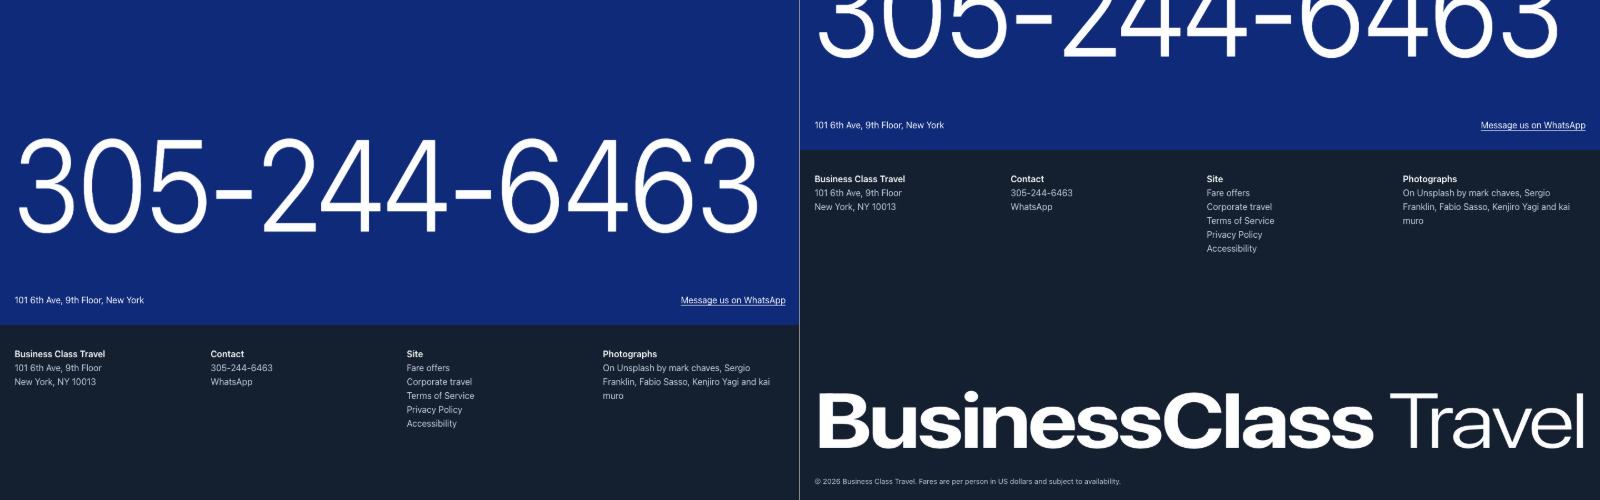 305-244-6463
101 6th Ave, 9th Floor, New York
Message us on WhatsApp
Business Class Travel
101 6th Ave, 9th Floor
New York, NY 10013
Contact
305-244-6463
WhatsApp
Site
Fare offers
Corporate travel
Terms of Service
Privacy Policy
Accessibility
Photographs
On Unsplash by mark chaves, Sergio
Franklin, Fabio Sasso, Kenjiro Yagi and kai
muro
305-244-6463
101 6th Ave, 9th Floor, New York
Message us on WhatsApp
Business Class Travel
101 6th Ave, 9th Floor
New York, NY 10013
Contact
305-244-6463
WhatsApp
Site
Fare offers
Corporate travel
Terms of Service
Privacy Policy
Accessibility
Photographs
On Unsplash by mark chaves, Sergio
Franklin, Fabio Sasso, Kenjiro Yagi and kai
muro
BusinessClass Travel
© 2026 Business Class Travel. Fares are per person in US dollars and subject to availability.